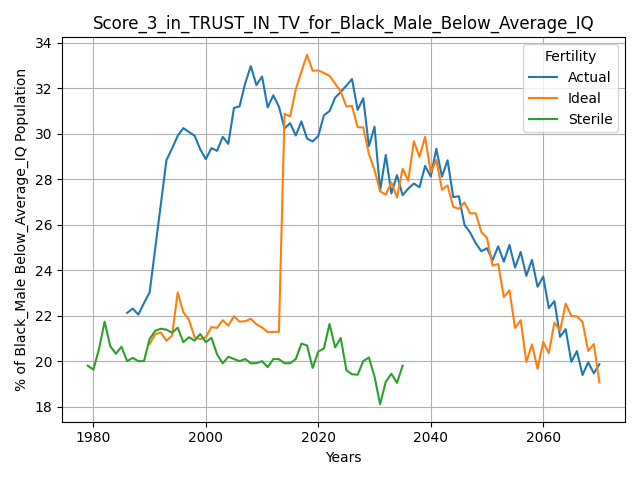 Score_3_in_TRUST_IN_TV_for_Black_Male_Below_Average_IQ
% of Black_Male Below_Average_IQ Population
34
32
30
28
26
24
22
20
18
Fertility
Actual
Ideal
Sterile
1980 2000 2020 2040 2060
Years